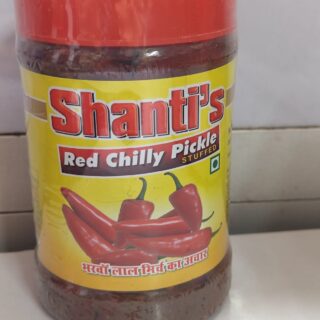 Shanti's
Red Chilly Pickle
STUFFED
भरवाँ लाल मिर्च का अचार